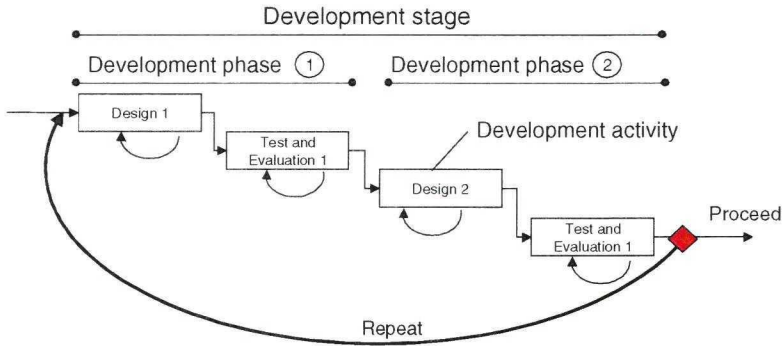 Development stage
Development phase 1
Development phase 2
Design 1
Test and
Evaluation 1
Development activity
Design 2
Test and
Evaluation 1
Proceed
Repeat